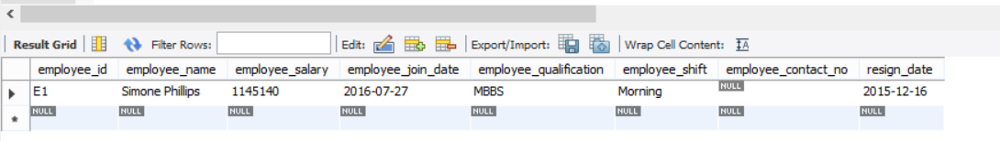 Result Grid Filter Rows: Edit: Export/Import: Wrap Cell Content: IA
employee_id employee_name employee_salary employee_join_date employee_qualification employee_shift employee_contact_no resign_date
E1 Simone Phillips 1145140 2016-07-27 MBBS Morning NULL 2015-12-16
NULL NULL NULL NULL NULL NULL NULL NULL